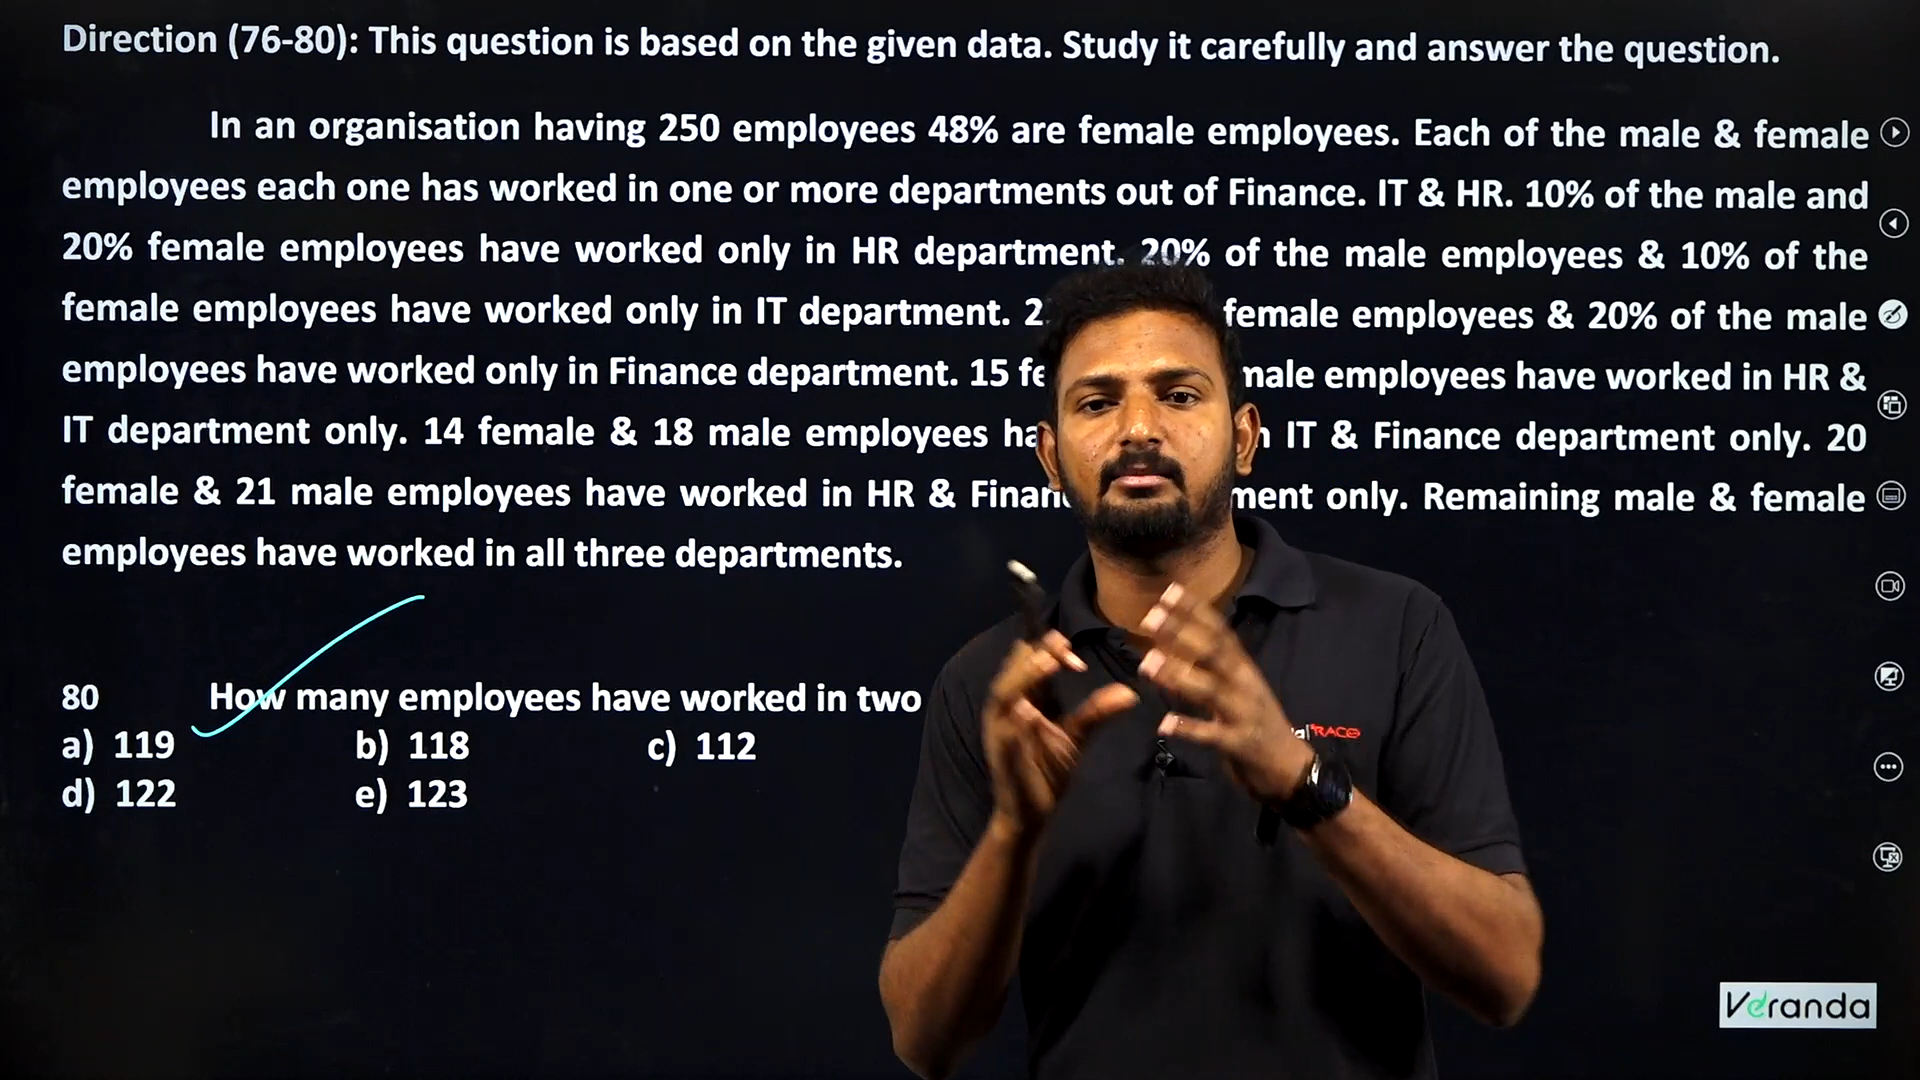 Direction (76-80): This question is based on the given data. Study it carefully and answer the question.
In an organisation having 250 employees 48% are female employees. Each of the male & female
employees each one has worked in one or more departments out of Finance. IT & HR. 10% of the male and
20% female employees have worked only in HR department. 20% of the male employees & 10% of the
female employees have worked only in IT department. female employees & 20% of the male
employees have worked only in Finance department. 15 male employees have worked in HR &
IT department only. 14 female & 18 male employees IT & Finance department only. 20
female & 21 male employees have worked in HR & only. Remaining male & female
employees have worked in all three departments.
80 How many employees have worked in two
a) 119 b) 118 c) 112
d) 122 e) 123
RACE
Veranda